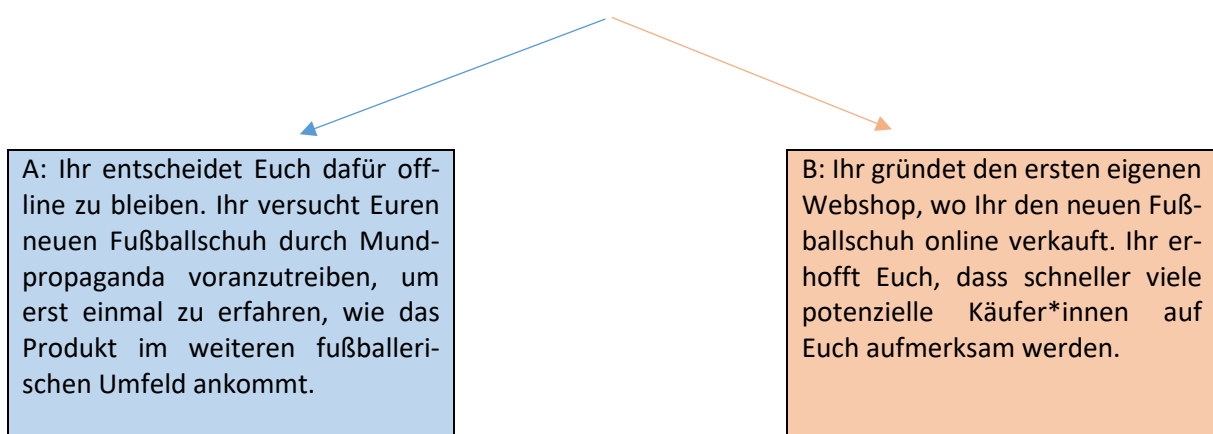 A: Ihr entscheidet Euch dafür off-
line zu bleiben. Ihr versucht Euren
neuen Fußballschuh durch Mund-
propaganda voranzutreiben, um
erst einmal zu erfahren, wie das
Produkt im weiteren fußballeri-
schen Umfeld ankommt.
B: Ihr gründet den ersten eigenen
Webshop, wo Ihr den neuen Fuß-
ballschuh online verkauft. Ihr er-
hofft Euch, dass schneller viele
potenzielle Käufer*innen auf
Euch aufmerksam werden.